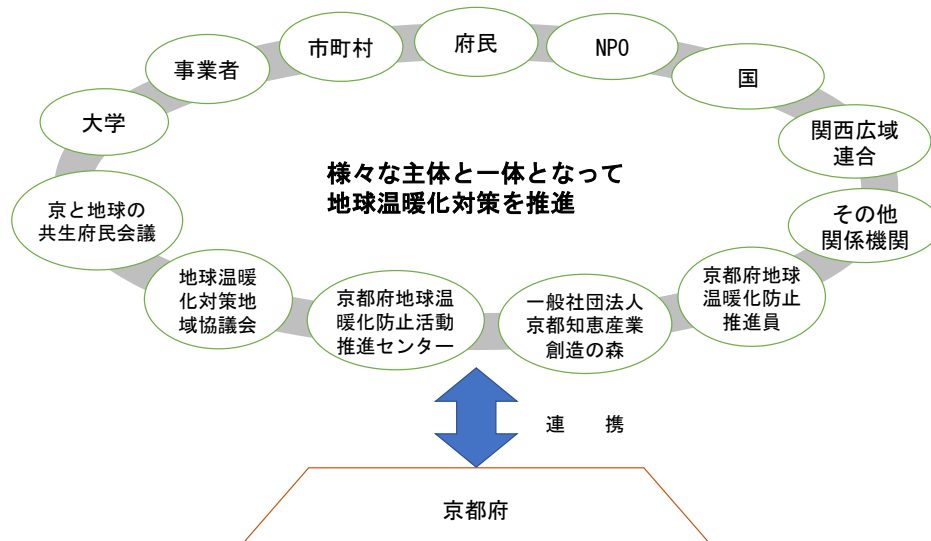 府民
市町村
NPO
事業者
国
大学
関西広域
連合
様々な主体と一体となって
地球温暖化対策を推進
京と地球の
共生府民会議
その他
関係機関
地球温暖
化対策地
域協議会
京都府地球温
暖化防止活動
推進センター
一般社団法人
京都知恵産業
創造の森
京都府地球
温暖化防止
推進員
連　携
京都府